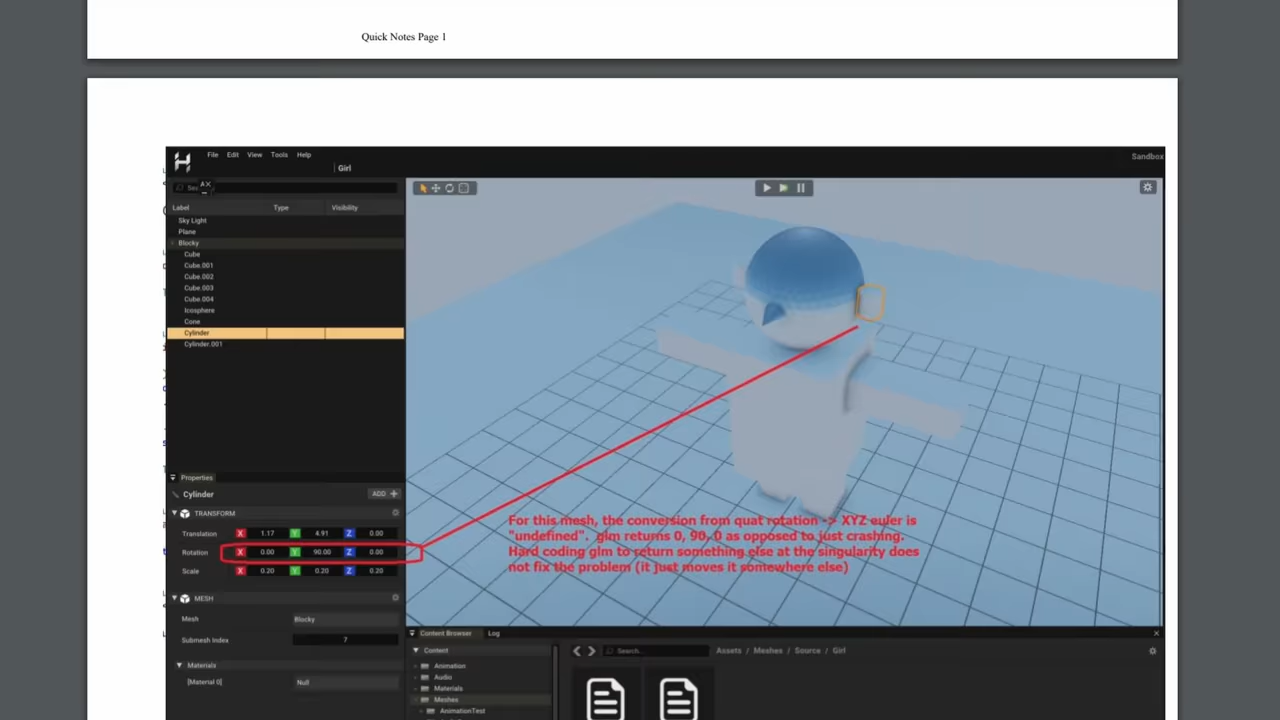 Quick Notes Page 1
File Edit View Tools Help
Girl
Sandbox
Label Type Visibility
Sky Light
Plane
Blocky
Cube
Cube.001
Cube.002
Cube.003
Cube.004
Icosphere
Cone
Cylinder
Cylinder.001
Properties
Cylinder ADD +
TRANSFORM
Translation X 1.17 Y 4.91 Z 0.00
Rotation X 0.00 Y 90.00 Z 0.00
Scale X 0.20 Y 0.20 Z 0.20
For this mesh, the conversion from quat rotation -> XYZ euler is
"undefined". glm returns 0, 90, 0 as opposed to just crashing.
Hard coding glm to return something else at the singularity does
not fix the problem (it just moves it somewhere else)
MESH
Mesh Blocky
Submesh Index 7
Materials
[Material 0] Null
Content Browser Log
Content
Animation
Audio
Materials
Meshes
AnimationTest
Search...
Assets / Meshes / Source / Girl